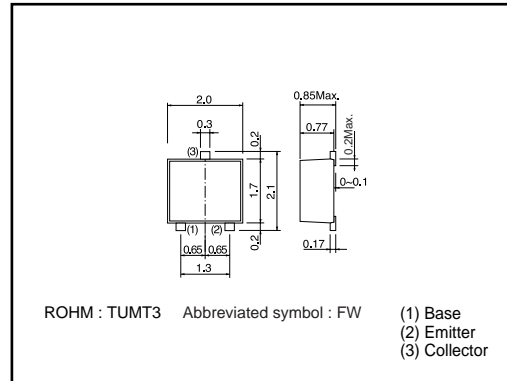 2.0
0.3
(3)
0.2
1.7
2.1
0.2
(1)
(2)
0.65
0.65
1.3
0.85Max.
0.77
0.2Max.
0~0.1
0.17
ROHM : TUMT3 Abbreviated symbol : FW
(1) Base
(2) Emitter
(3) Collector